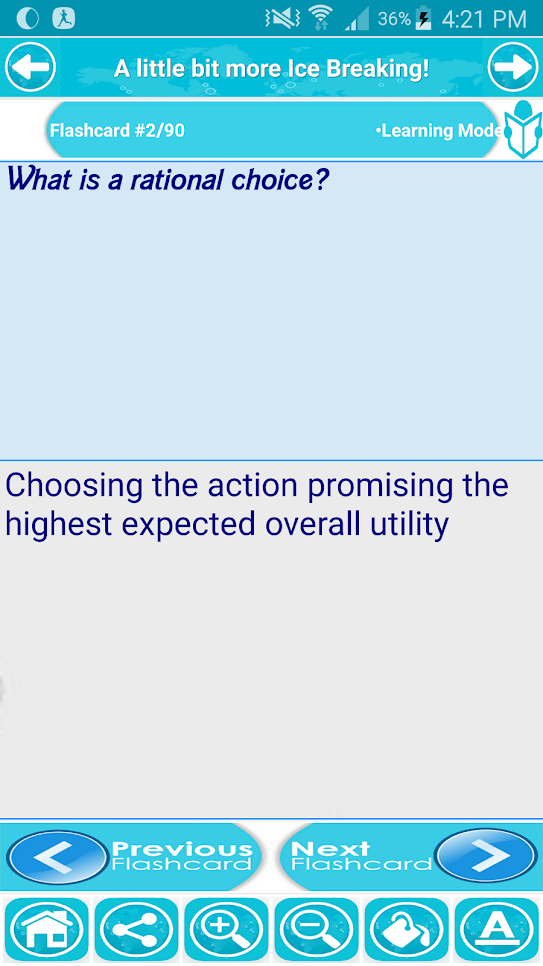 36% 4:21 PM
A little bit more Ice Breaking!
Flashcard #2/90 •Learning Mode
What is a rational choice?
Choosing the action promising the
highest expected overall utility
Previous Next
Flashcard Flashcard
A